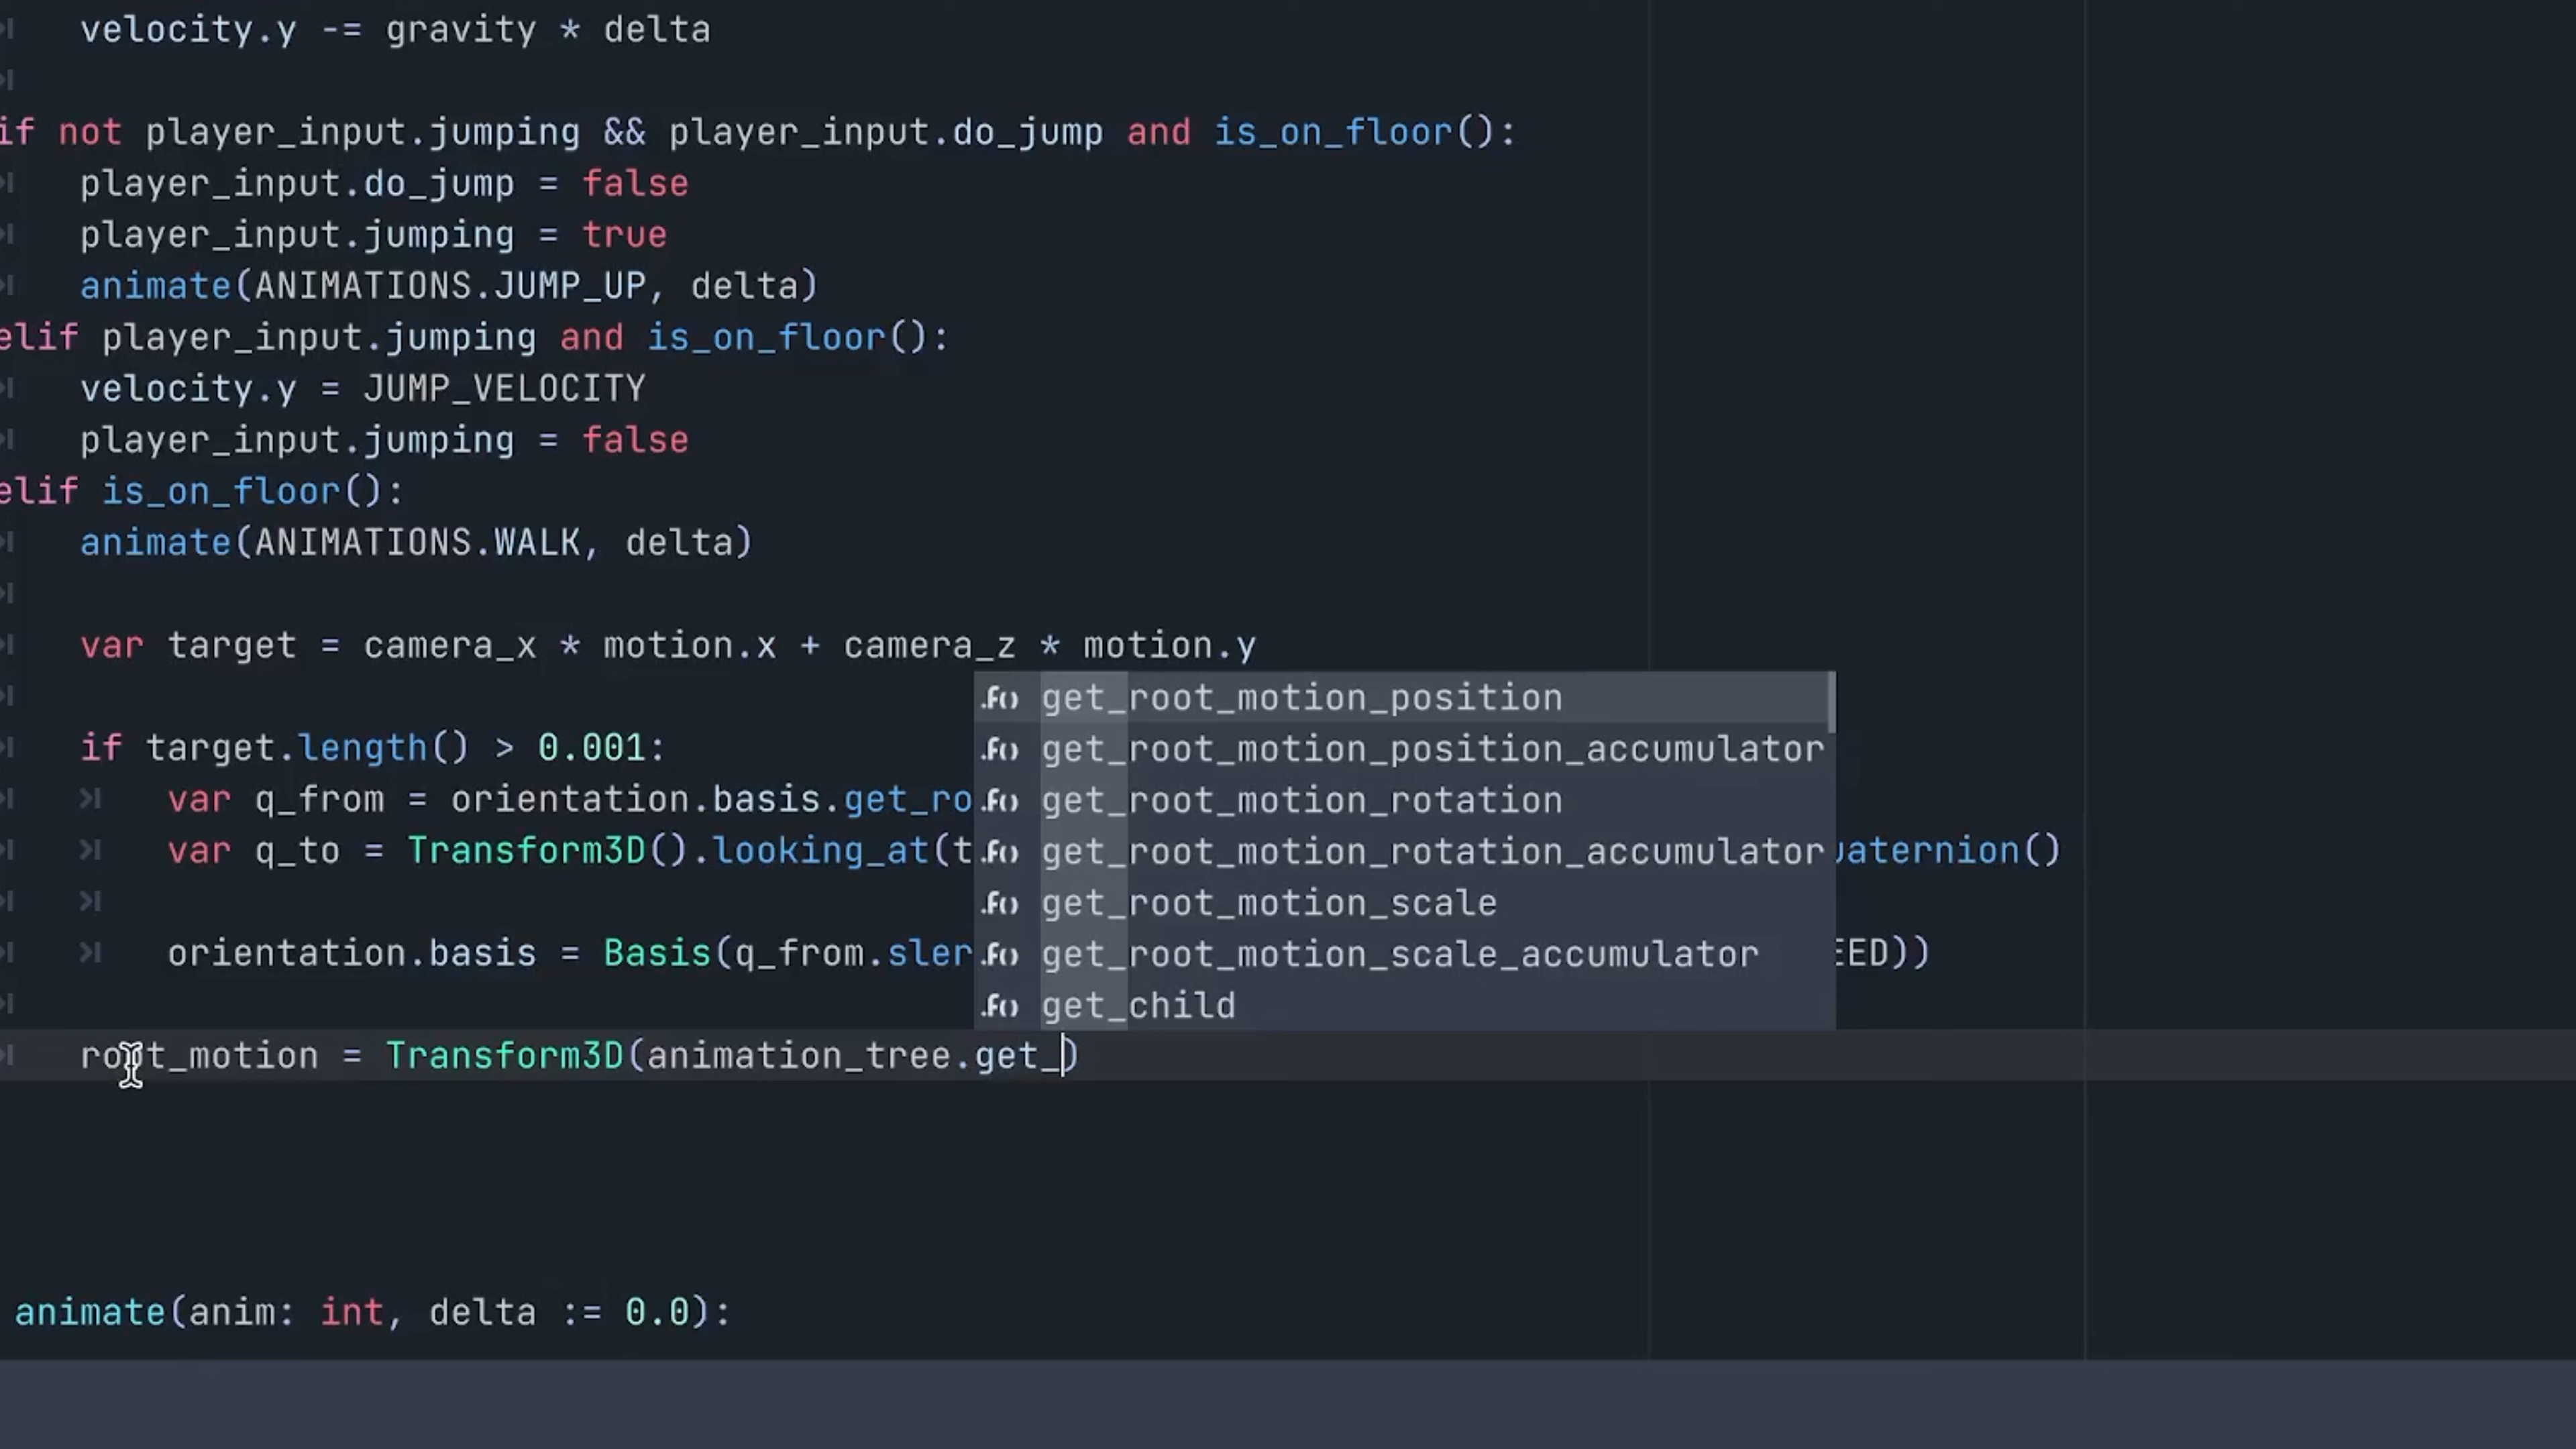 velocity.y -= gravity * delta
if not player_input.jumping && player_input.do_jump and is_on_floor():
player_input.do_jump = false
player_input.jumping = true
animate(ANIMATIONS.JUMP_UP, delta)
elif player_input.jumping and is_on_floor():
velocity.y = JUMP_VELOCITY
player_input.jumping = false
elif is_on_floor():
animate(ANIMATIONS.WALK, delta)
var target = camera_x * motion.x + camera_z * motion.y
get_root_motion_position
if target.length() > 0.001:
get_root_motion_position_accumulator
var q_from = orientation.basis.get_ro
get_root_motion_rotation
var q_to = Transform3D().looking_at(t
get_root_motion_rotation_accumulator
uaternion()
get_root_motion_scale
orientation.basis = Basis(q_from.sler
get_root_motion_scale_accumulator
EED))
get_child
root_motion = Transform3D(animation_tree.get_)
animate(anim: int, delta := 0.0):